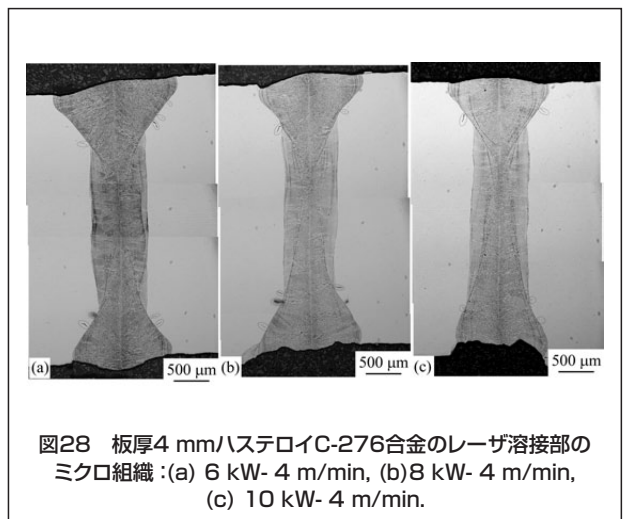 (a)
500 μm
(b)
500 μm
(c)
500 μm
図28 板厚4 mmハステロイC-276合金のレーザ溶接部の
ミクロ組織:(a) 6 kW- 4 m/min, (b)8 kW- 4 m/min,
(c) 10 kW- 4 m/min.